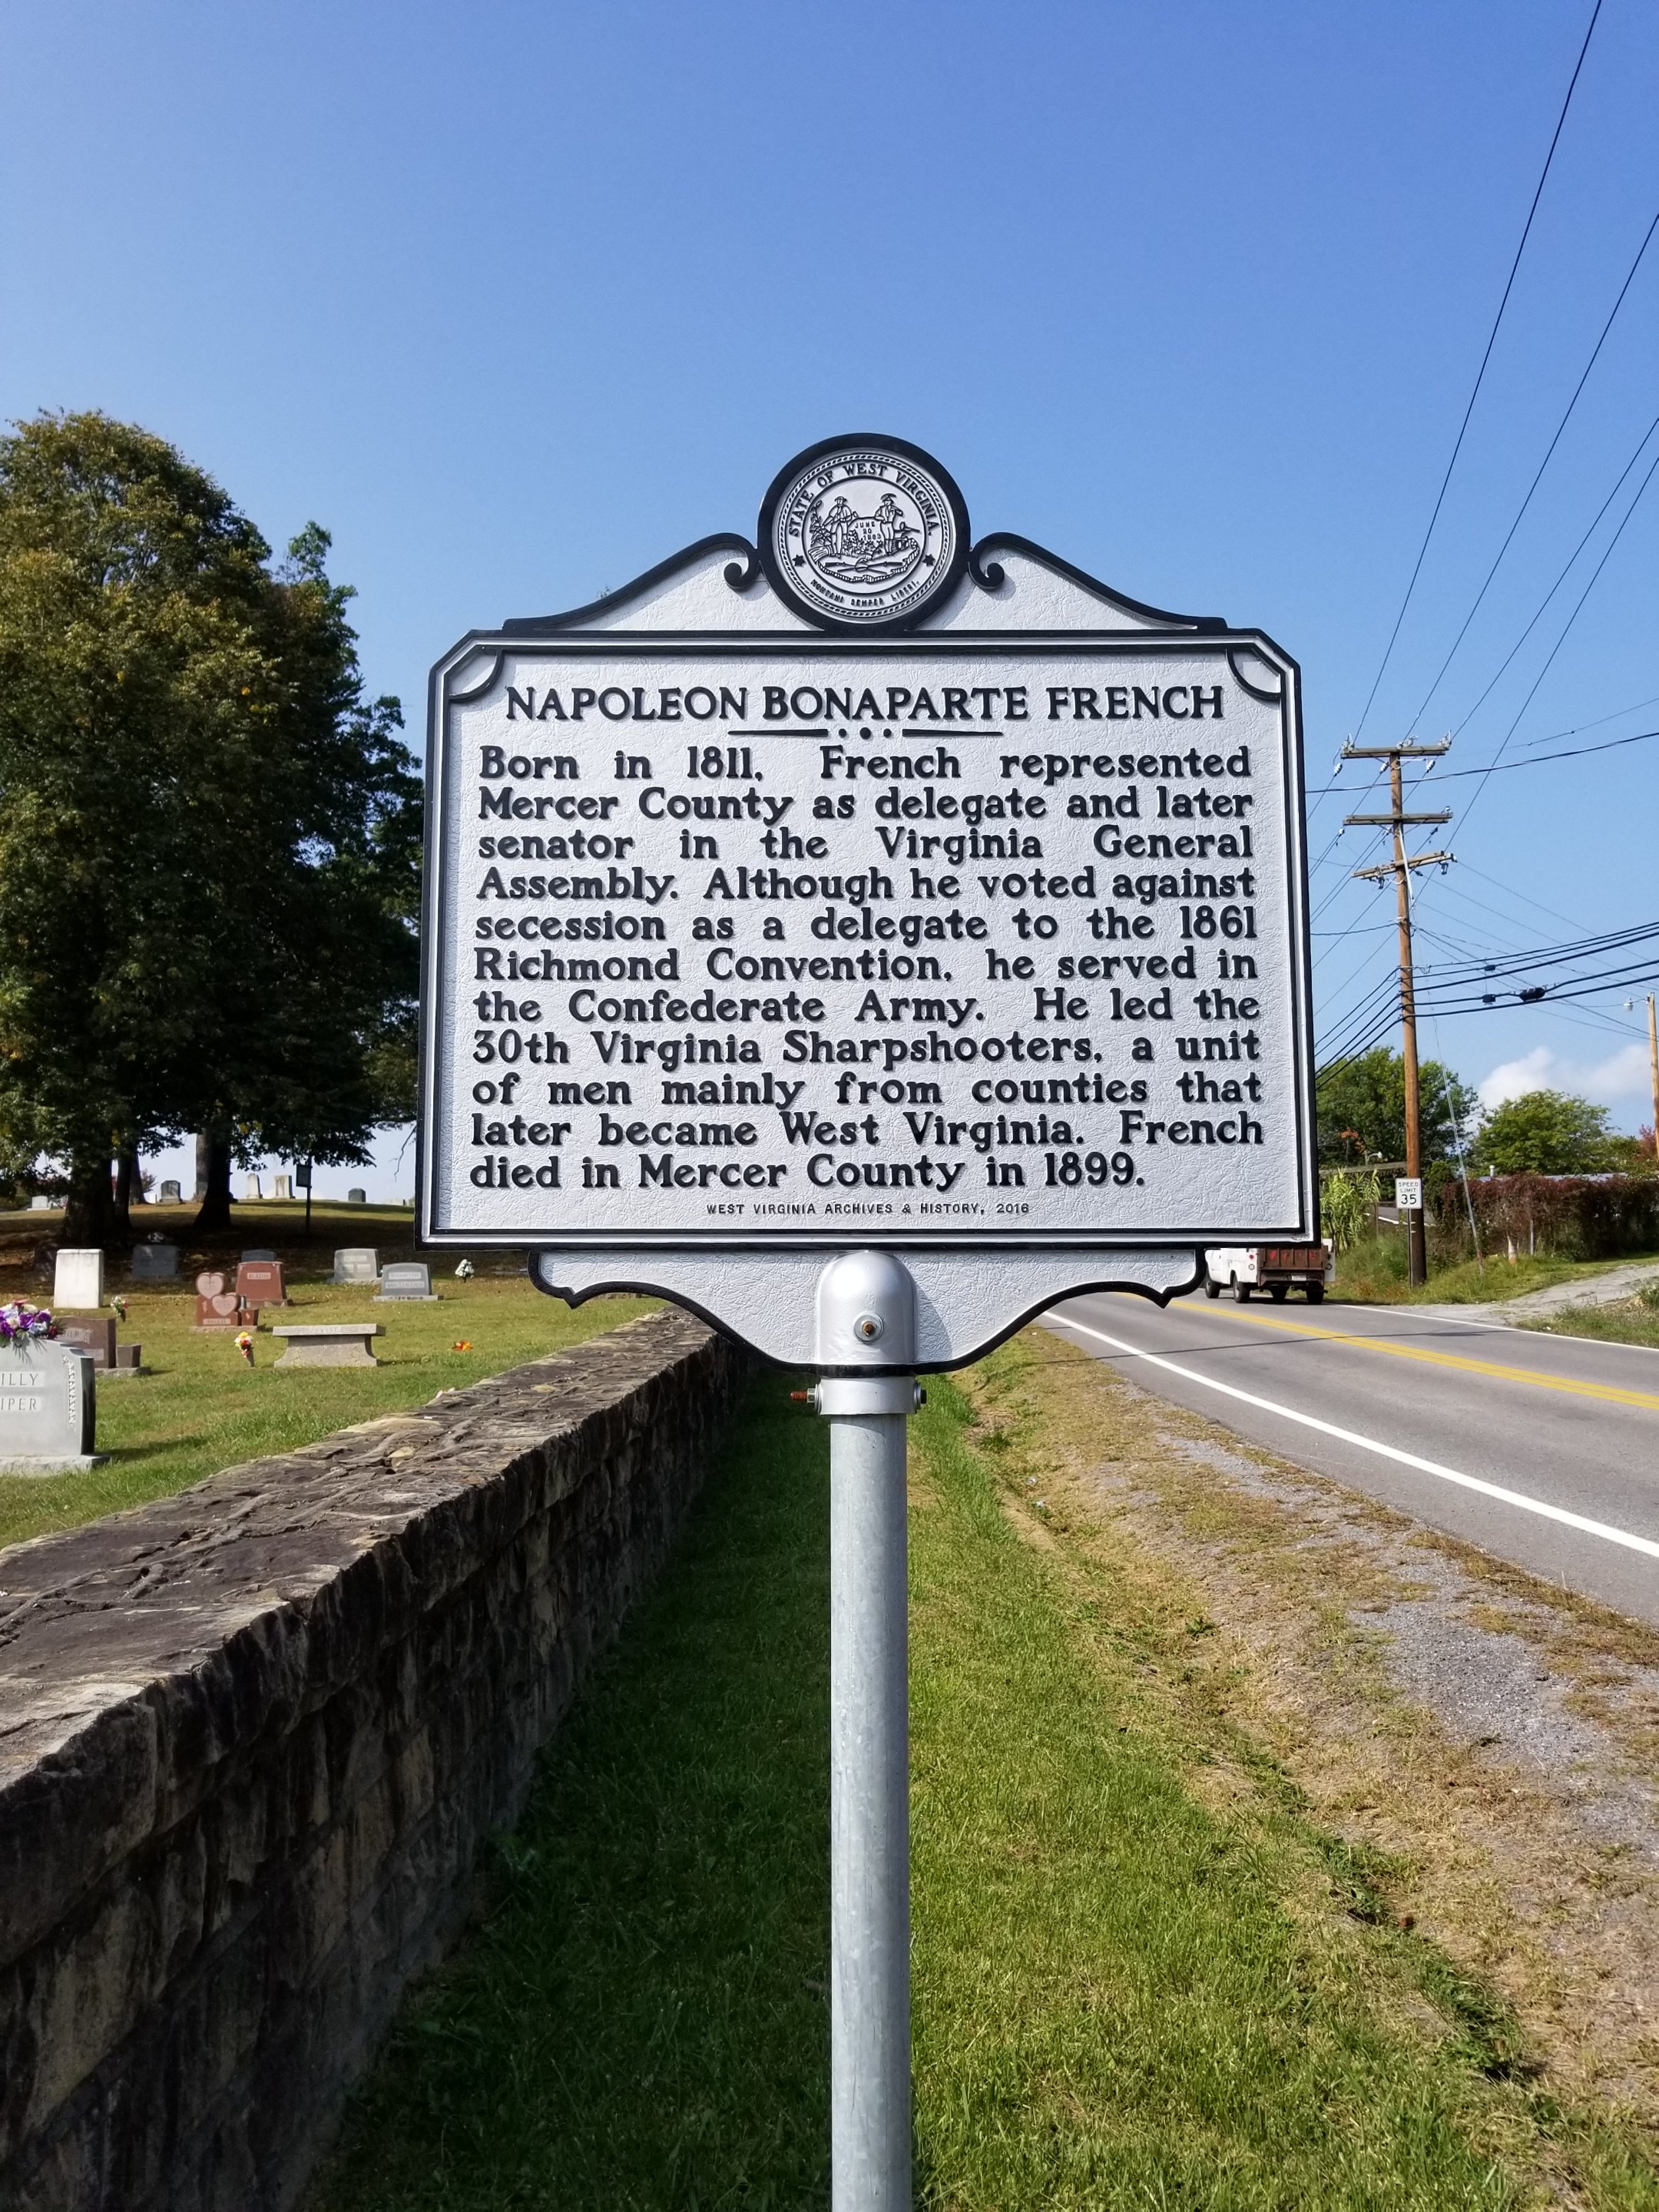 STATE OF WEST VIRGINIA
JUNE
20
1863
MONTANI SEMPER LIBERI.
NAPOLEON BONAPARTE FRENCH
Born in 1811, French represented
Mercer County as delegate and later
senator in the Virginia General
Assembly. Although he voted against
secession as a delegate to the 1861
Richmond Convention, he served in
the Confederate Army. He led the
30th Virginia Sharpshooters, a unit
of men mainly from counties that
later became West Virginia. French
died in Mercer County in 1899.
WEST VIRGINIA ARCHIVES & HISTORY, 2016
SPEED
LIMIT
35
ILLY
IPER